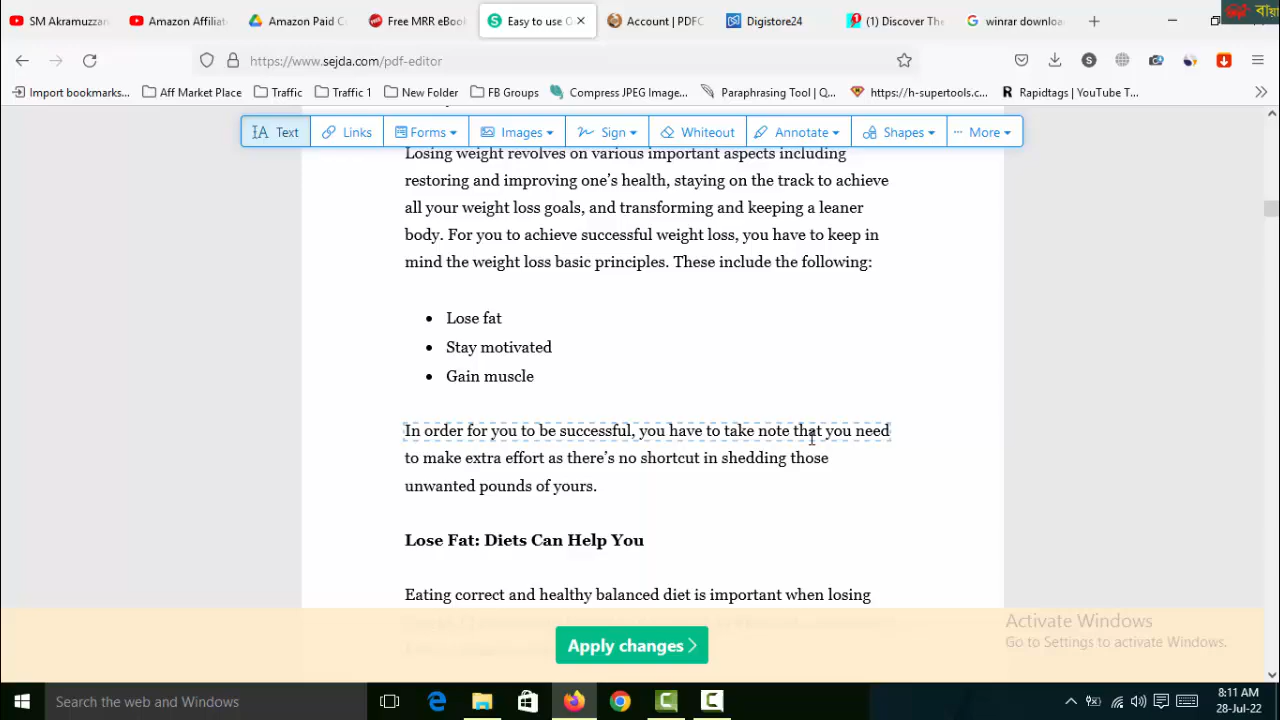 SM Akramuzzan
Amazon Affiliat
Amazon Paid C
Free MRR eBoo
Easy to use O
Account | PDFC
Digistore24
(1) Discover The
winrar downloa
বায়া
https://www.sejda.com/pdf-editor
Import bookmarks...
Aff Market Place
Traffic
Traffic 1
New Folder
FB Groups
Compress JPEG Image...
Paraphrasing Tool | Q...
https://h-supertools.c...
Rapidtags | YouTube T...
Text
Links
Forms
Images
Sign
Whiteout
Annotate
Shapes
More
Losing weight revolves on various important aspects including
restoring and improving one's health, staying on the track to achieve
all your weight loss goals, and transforming and keeping a leaner
body. For you to achieve successful weight loss, you have to keep in
mind the weight loss basic principles. These include the following:
• Lose fat
• Stay motivated
• Gain muscle
In order for you to be successful, you have to take note that you need
to make extra effort as there's no shortcut in shedding those
unwanted pounds of yours.
Lose Fat: Diets Can Help You
Eating correct and healthy balanced diet is important when losing
Apply changes
Activate Windows
Go to Settings to activate Windows.
Search the web and Windows
8:11 AM
28-Jul-22